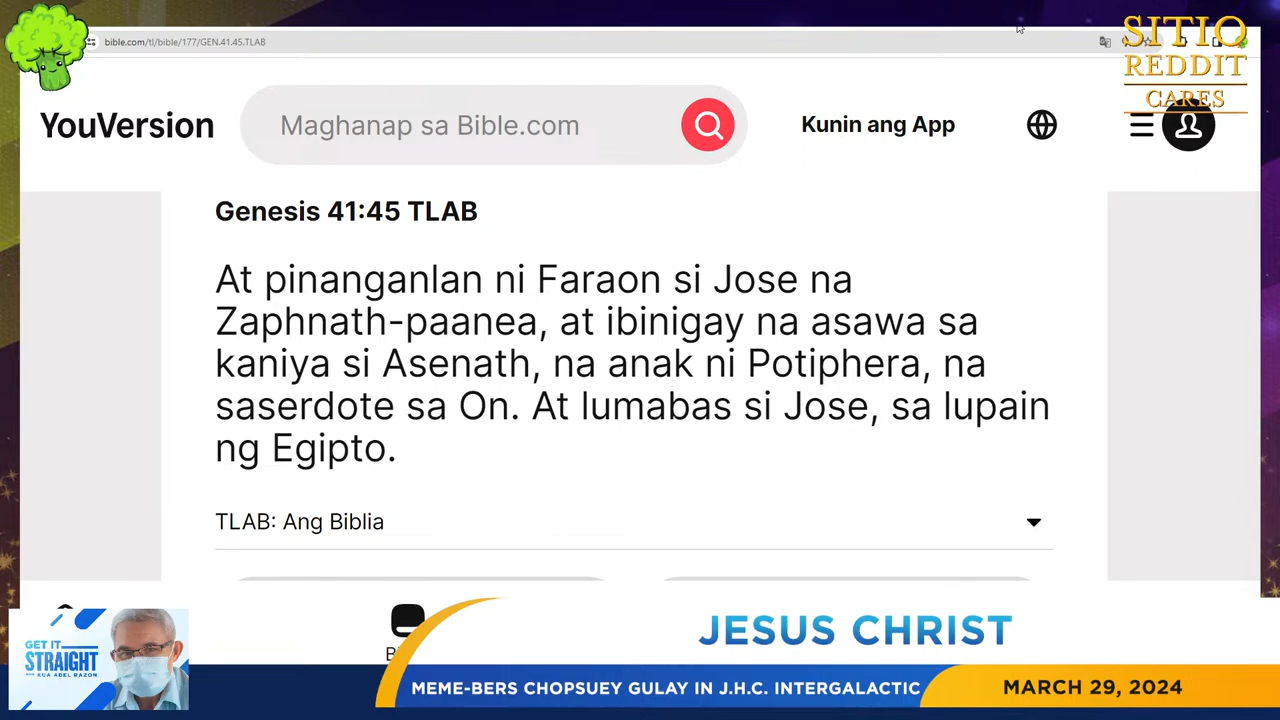 bible.com/tl/bible/177/GEN.41.45.TLAB
SITIO
REDDIT
CARES
YouVersion
Maghanap sa Bible.com
Kunin ang App
Genesis 41:45 TLAB
At pinanganlan ni Faraon si Jose na
Zaphnath-paanea, at ibinigay na asawa sa
kaniya si Asenath, na anak ni Potiphera, na
saserdote sa On. At lumabas si Jose, sa lupain
ng Egipto.
TLAB: Ang Biblia
GET IT
STRAIGHT
KUA ADEL RAZON
JESUS CHRIST
MEME-BERS CHOPSUEY GULAY IN J.H.C. INTERGALACTIC
MARCH 29, 2024